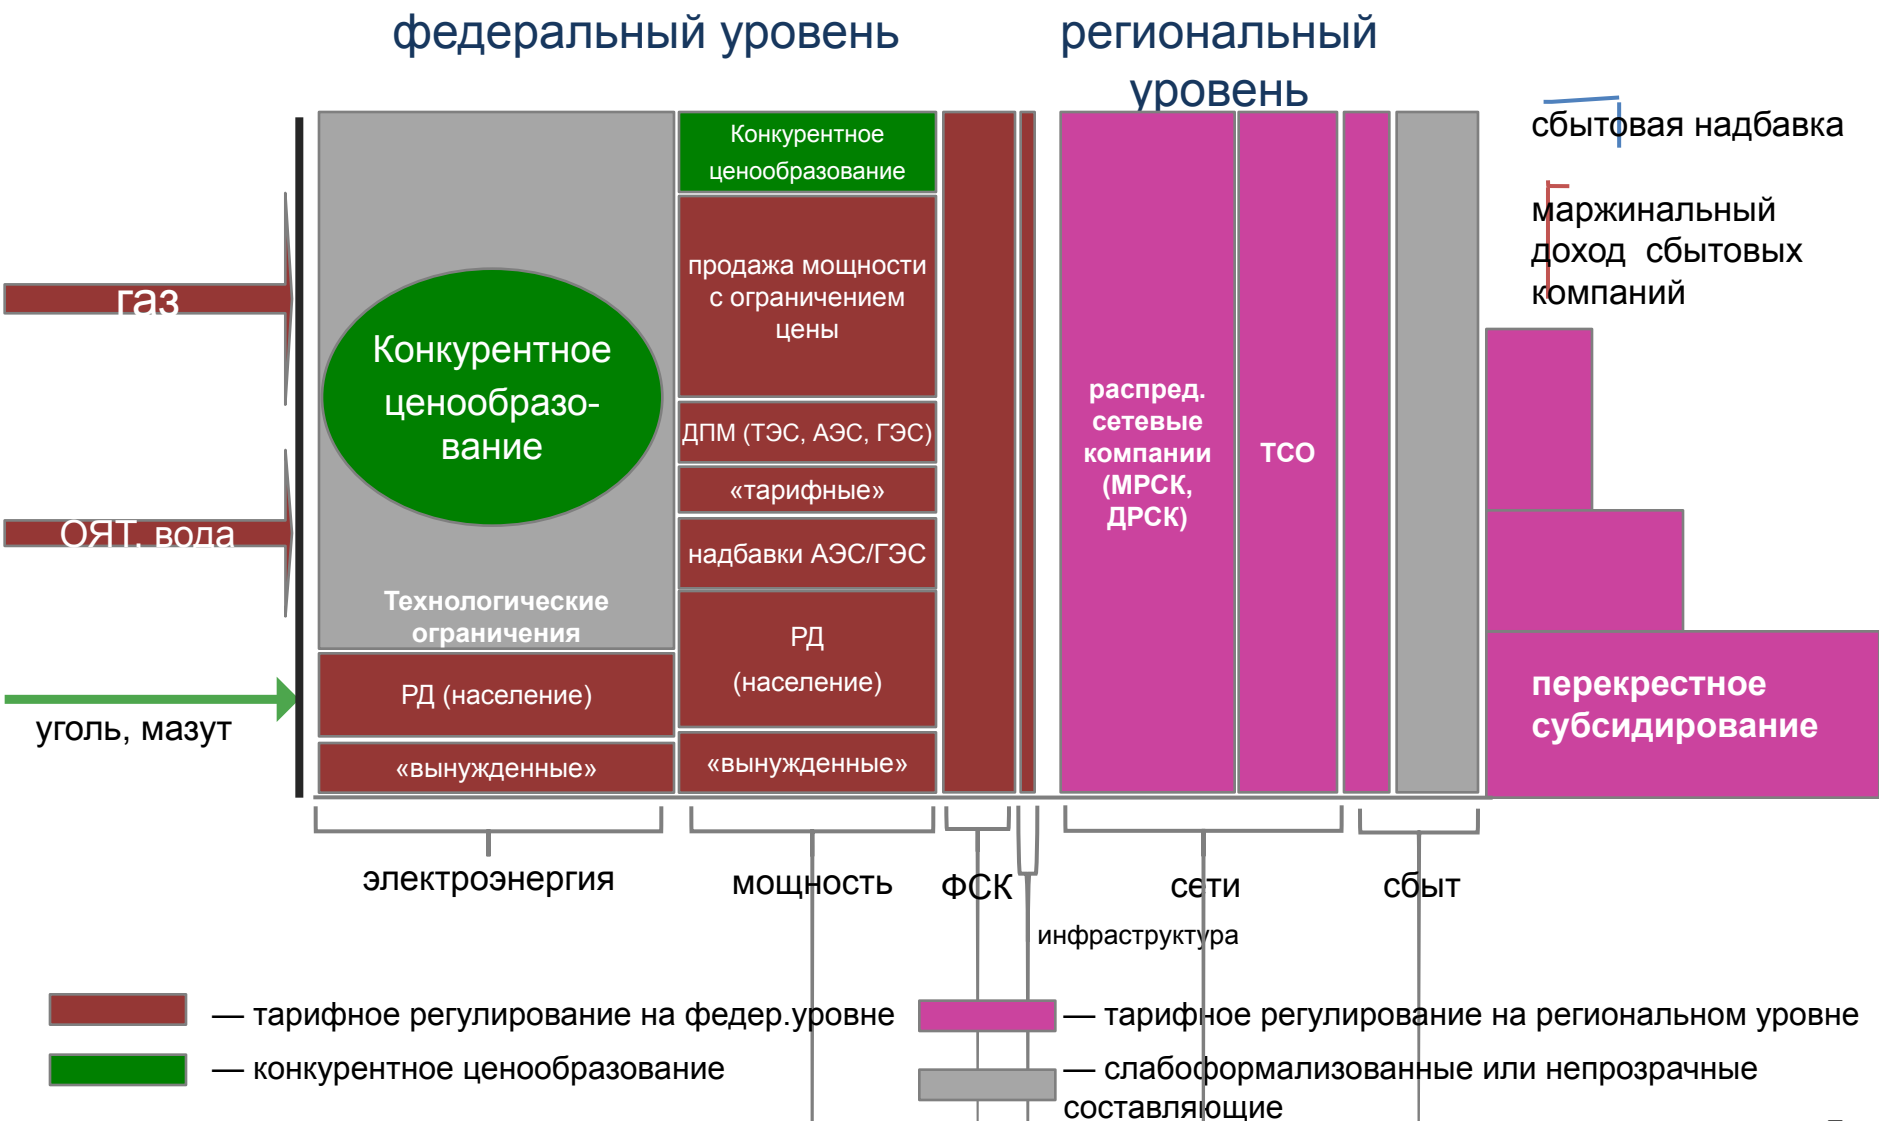 федеральный уровень
региональный
уровень
сбытовая надбавка
маржинальный
доход сбытовых
компаний
газ
ОЯТ, вода
уголь, мазут
Конкурентное
ценообразо-
вание
Технологические
ограничения
РД (население)
«вынужденные»
Конкурентное
ценообразование
продажа мощности
с ограничением
цены
ДПМ (ТЭС, АЭС, ГЭС)
«тарифные»
надбавки АЭС/ГЭС
РД
(население)
«вынужденные»
распред.
сетевые
компании
(МРСК,
ДРСК)
ТСО
перекрестное
субсидирование
электроэнергия
мощность
ФСК
сети
сбыт
инфраструктура
— тарифное регулирование на федер.уровне
— конкурентное ценообразование
— тарифное регулирование на региональном уровне
— слабоформализованные или непрозрачные
составляющие